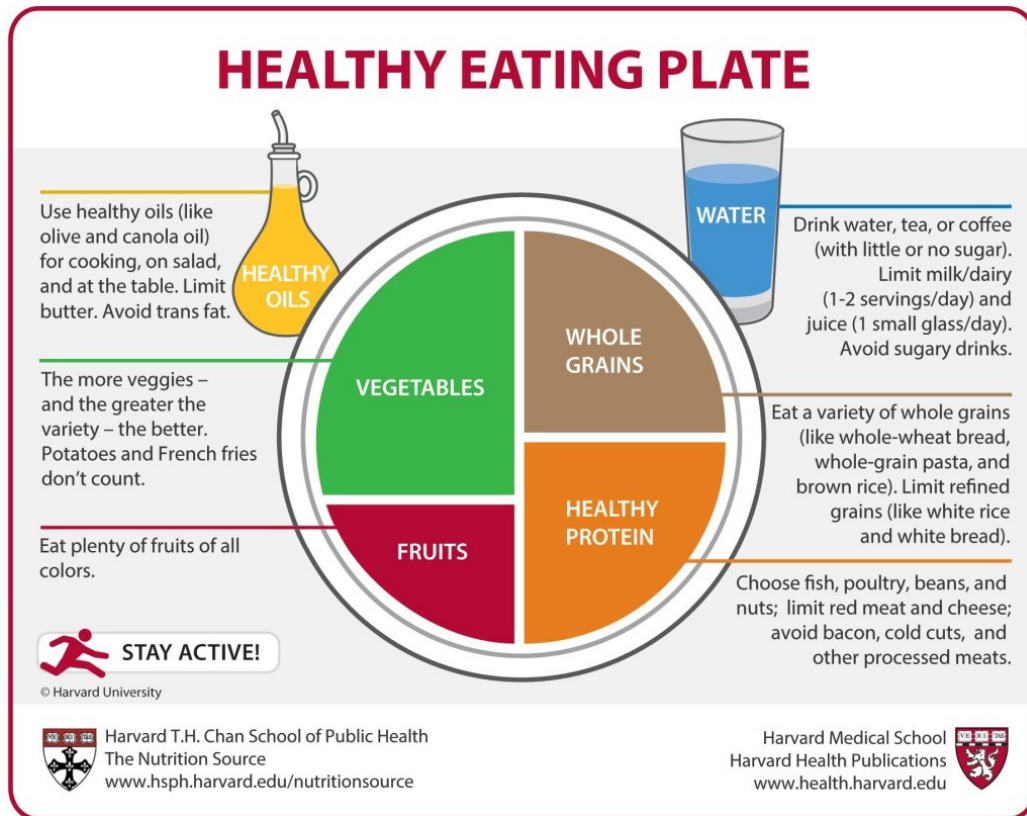 HEALTHY EATING PLATE
Use healthy oils (like
olive and canola oil)
for cooking, on salad,
and at the table. Limit
butter. Avoid trans fat.
HEALTHY
OILS
The more veggies –
and the greater the
variety – the better.
Potatoes and French fries
don't count.
Eat plenty of fruits of all
colors.
VEGETABLES
FRUITS
WHOLE
GRAINS
HEALTHY
PROTEIN
WATER
Drink water, tea, or coffee
(with little or no sugar).
Limit milk/dairy
(1-2 servings/day) and
juice (1 small glass/day).
Avoid sugary drinks.
Eat a variety of whole grains
(like whole-wheat bread,
whole-grain pasta, and
brown rice). Limit refined
grains (like white rice
and white bread).
Choose fish, poultry, beans, and
nuts; limit red meat and cheese;
avoid bacon, cold cuts, and
other processed meats.
STAY ACTIVE!
© Harvard University
VE RI TAS
Harvard T.H. Chan School of Public Health
The Nutrition Source
www.hsph.harvard.edu/nutritionsource
Harvard Medical School
Harvard Health Publications
www.health.harvard.edu
VE RI TAS